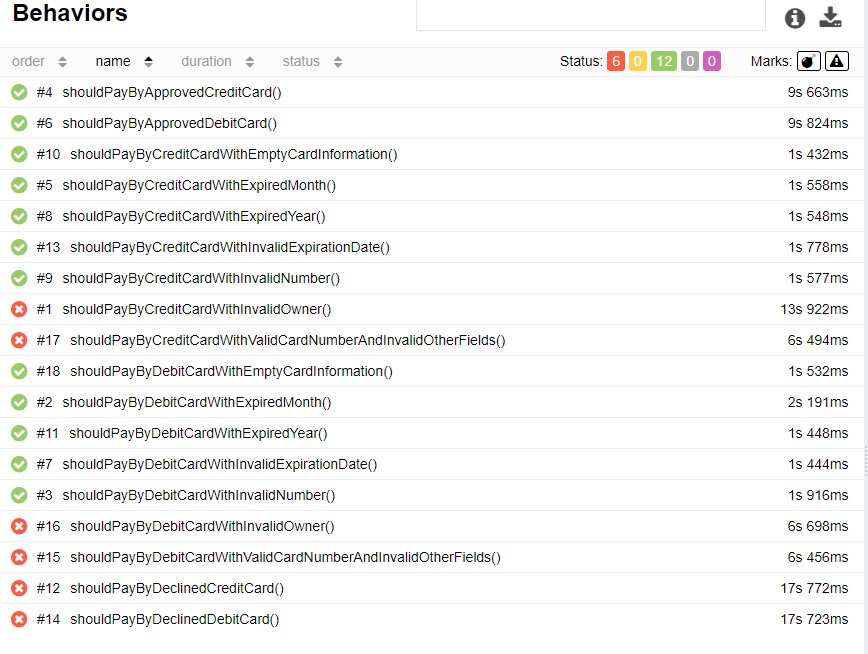 Behaviors
order name duration status Status: 6 0 12 0 0 Marks:
#4 shouldPayByApprovedCreditCard() 9s 663ms
#6 shouldPayByApprovedDebitCard() 9s 824ms
#10 shouldPayByCreditCardWithEmptyCardInformation() 1s 432ms
#5 shouldPayByCreditCardWithExpiredMonth() 1s 558ms
#8 shouldPayByCreditCardWithExpiredYear() 1s 548ms
#13 shouldPayByCreditCardWithInvalidExpirationDate() 1s 778ms
#9 shouldPayByCreditCardWithInvalidNumber() 1s 577ms
#1 shouldPayByCreditCardWithInvalidOwner() 13s 922ms
#17 shouldPayByCreditCardWithValidCardNumberAndInvalidOtherFields() 6s 494ms
#18 shouldPayByDebitCardWithEmptyCardInformation() 1s 532ms
#2 shouldPayByDebitCardWithExpiredMonth() 2s 191ms
#11 shouldPayByDebitCardWithExpiredYear() 1s 448ms
#7 shouldPayByDebitCardWithInvalidExpirationDate() 1s 444ms
#3 shouldPayByDebitCardWithInvalidNumber() 1s 916ms
#16 shouldPayByDebitCardWithInvalidOwner() 6s 698ms
#15 shouldPayByDebitCardWithValidCardNumberAndInvalidOtherFields() 6s 456ms
#12 shouldPayByDeclinedCreditCard() 17s 772ms
#14 shouldPayByDeclinedDebitCard() 17s 723ms